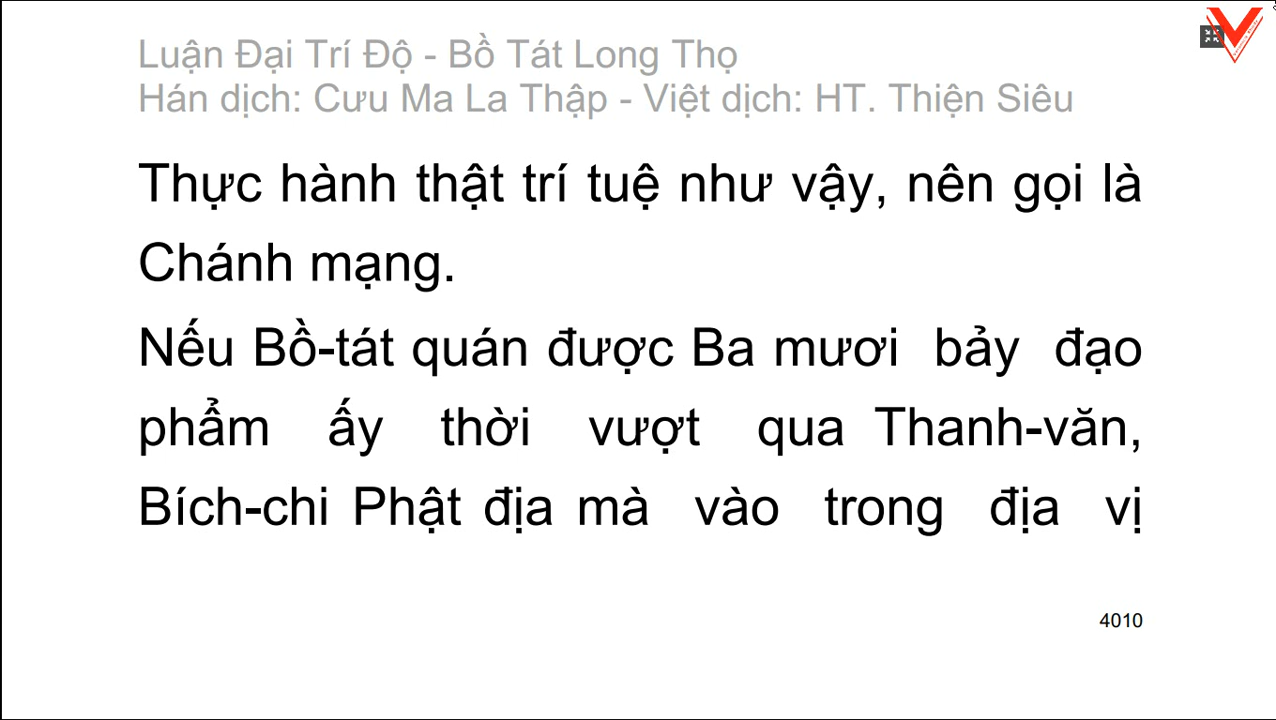 Luận Đại Trí Độ - Bồ Tát Long Thọ
Hán dịch: Cưu Ma La Thập - Việt dịch: HT. Thiện Siêu
Thực hành thật trí tuệ như vậy, nên gọi là
Chánh mạng.
Nếu Bồ-tát quán được Ba mươi bảy đạo
phẩm ấy thời vượt qua Thanh-văn,
Bích-chi Phật địa mà vào trong địa vị
4010